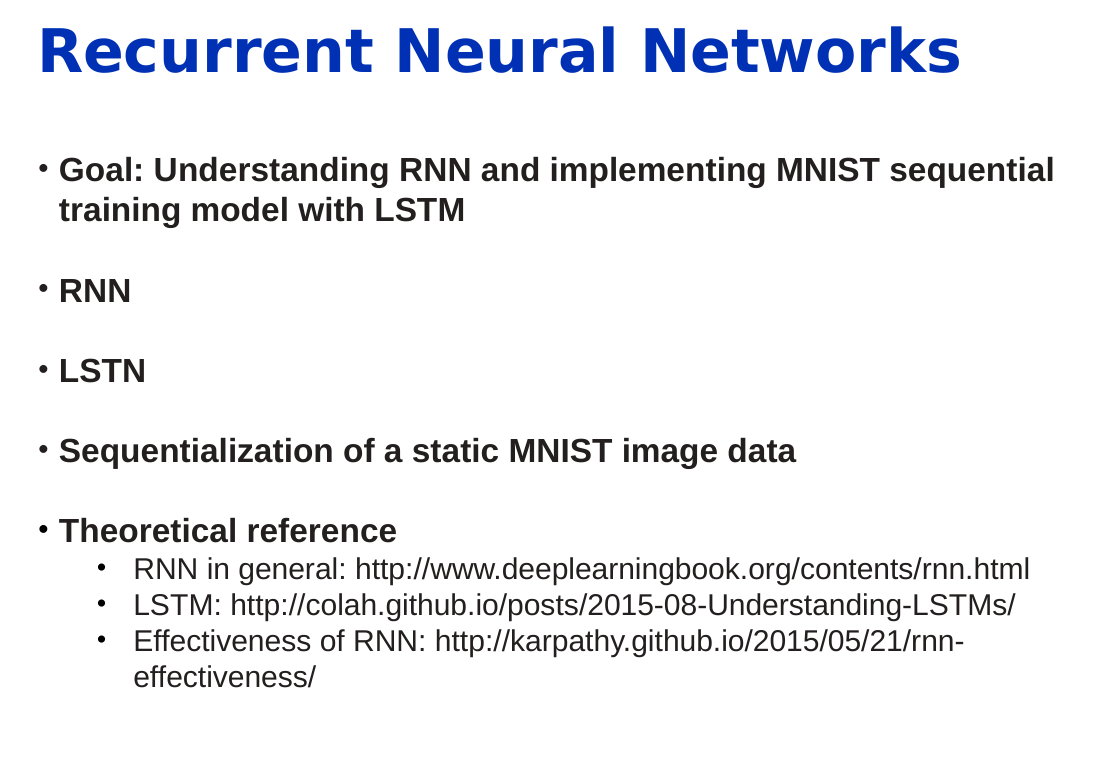 Recurrent Neural Networks
• Goal: Understanding RNN and implementing MNIST sequential
training model with LSTM
• RNN
• LSTN
• Sequentialization of a static MNIST image data
• Theoretical reference
• RNN in general: http://www.deeplearningbook.org/contents/rnn.html
• LSTM: http://colah.github.io/posts/2015-08-Understanding-LSTMs/
• Effectiveness of RNN: http://karpathy.github.io/2015/05/21/rnn-
effectiveness/